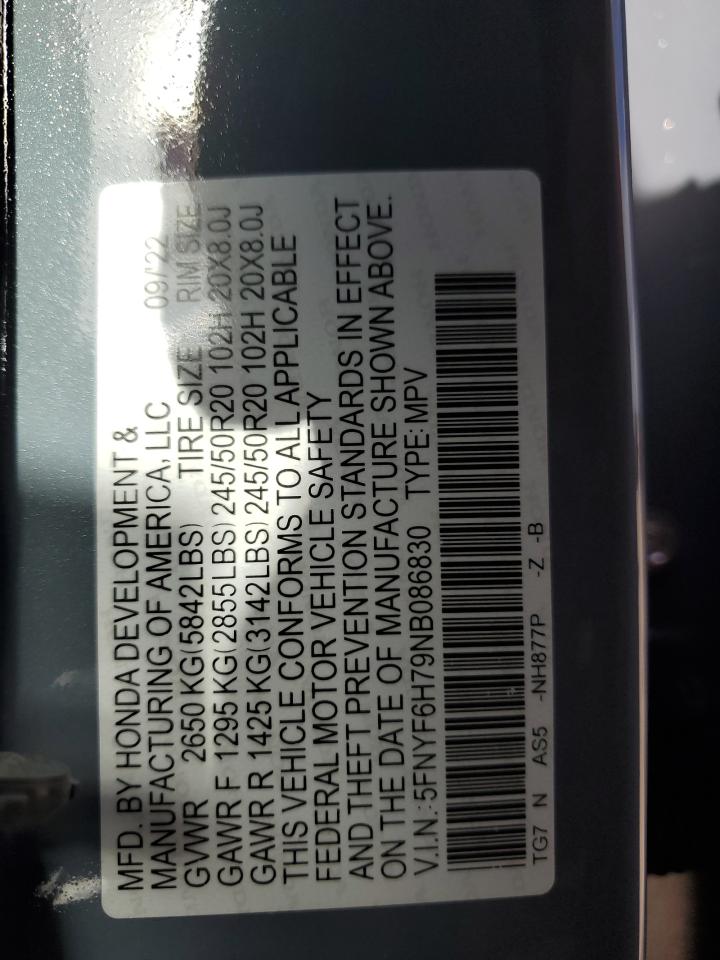 MFD. BY HONDA DEVELOPMENT &
MANUFACTURING OF AMERICA, LLC 09/'22
GVWR 2650 KG(5842LBS) TIRE SIZE RIM SIZE
GAWR F 1295 KG(2855LBS) 245/50R20 102H 20X8.0J
GAWR R 1425 KG(3142LBS) 245/50R20 102H 20X8.0J
THIS VEHICLE CONFORMS TO ALL APPLICABLE
FEDERAL MOTOR VEHICLE SAFETY
AND THEFT PREVENTION STANDARDS IN EFFECT
ON THE DATE OF MANUFACTURE SHOWN ABOVE.
V.I.N.: 5FNYF6H79NB086830 TYPE: MPV
TG7 N AS5 -NH877P -Z -B